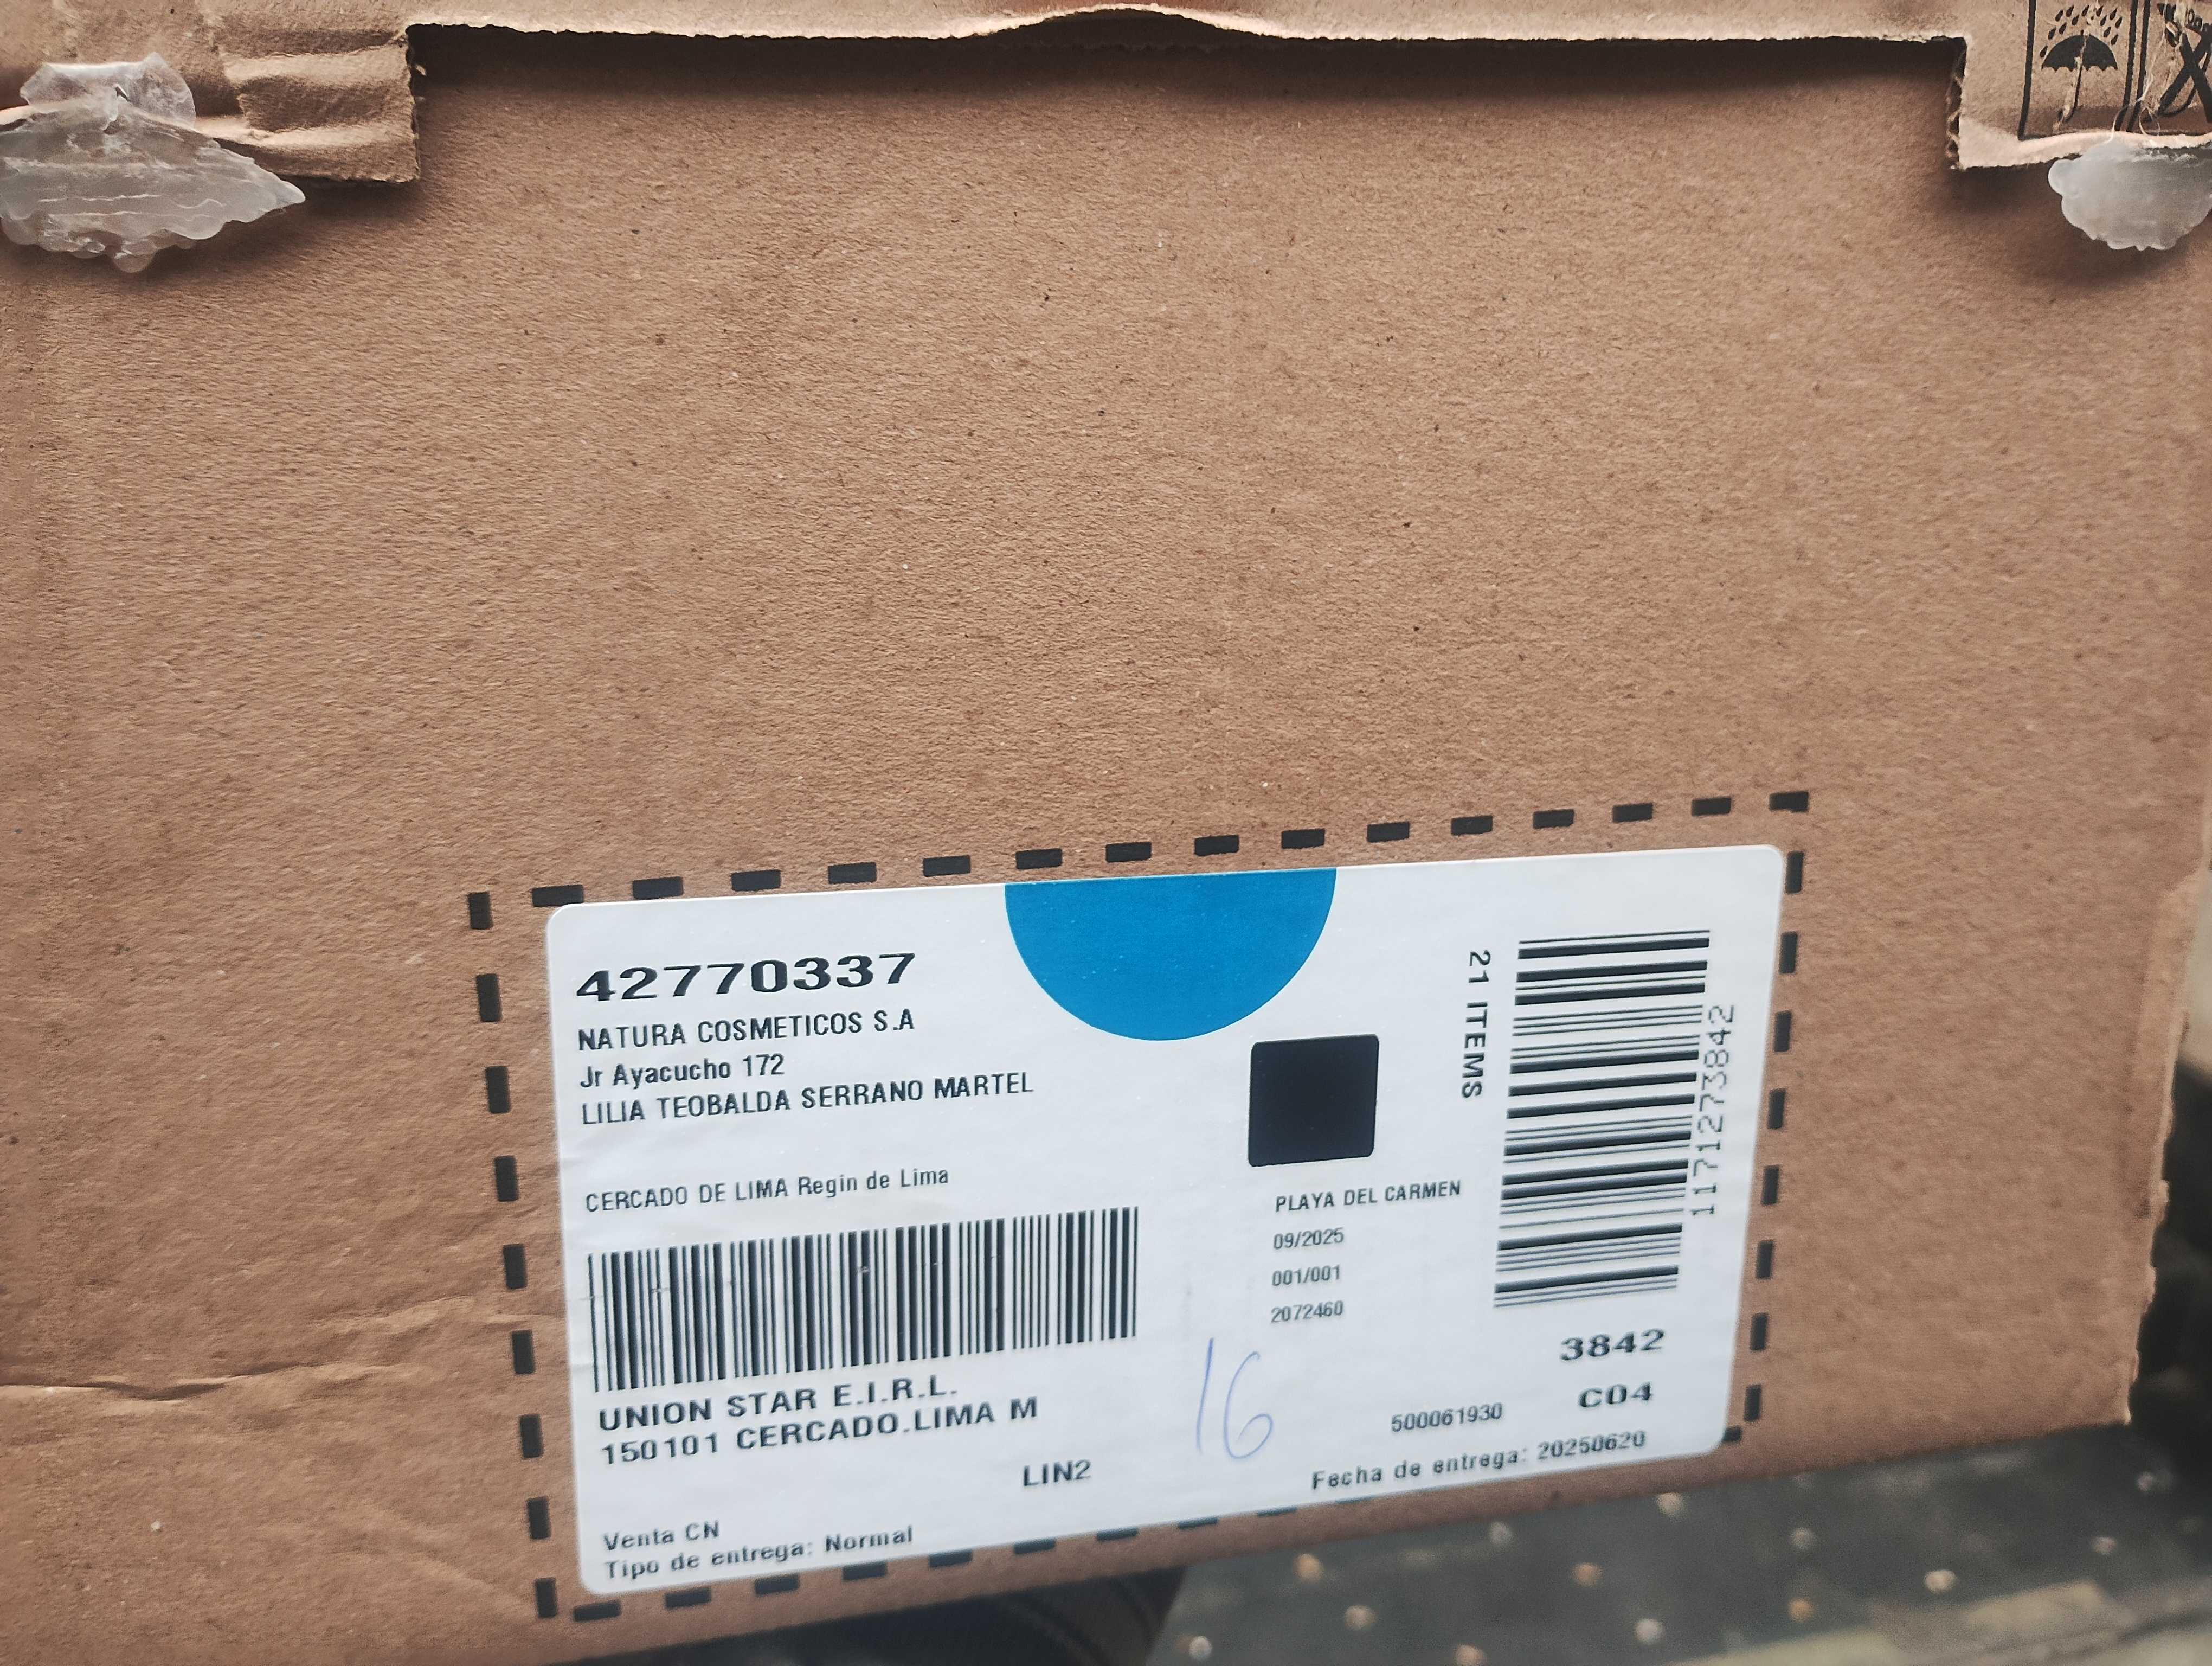 42770337
NATURA COSMETICOS S.A
Jr Ayacucho 172
LILIA TEOBALDA SERRANO MARTEL
CERCADO DE LIMA Regin de Lima
UNION STAR E.I.R.L.
150101 CERCADO.LIMA M
LIN2
Venta CN
Tipo de entrega: Normal
PLAYA DEL CARMEN
09/2025
001/001
2072460
16
21 ITEMS
1171273842
3842
C04
500061930
Fecha de entrega: 20250620